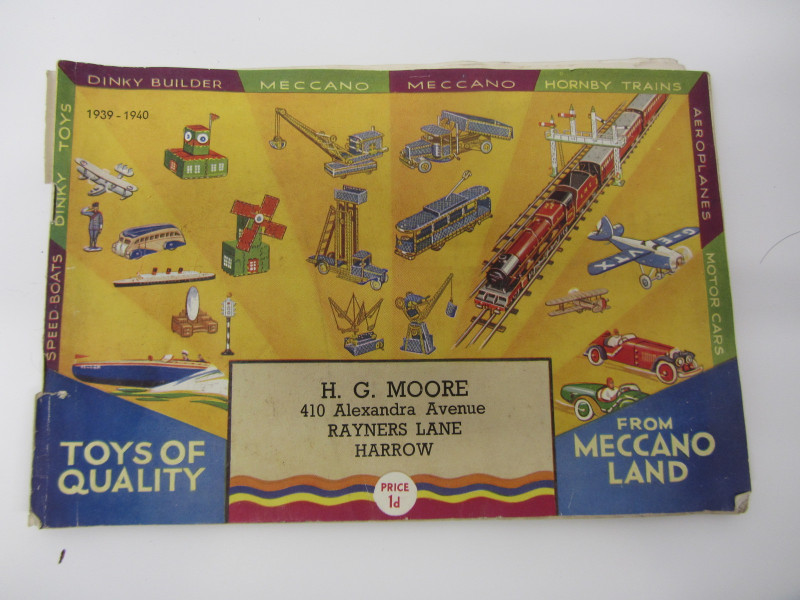 DINKY BUILDER
MECCANO
MECCANO
HORNBY TRAINS
DINKY TOYS
SPEED BOATS
AEROPLANES
MOTOR CARS
1939-1940
TOYS OF
QUALITY
H. G. MOORE
410 Alexandra Avenue
RAYNERS LANE
HARROW
PRICE
1d
FROM
MECCANO
LAND